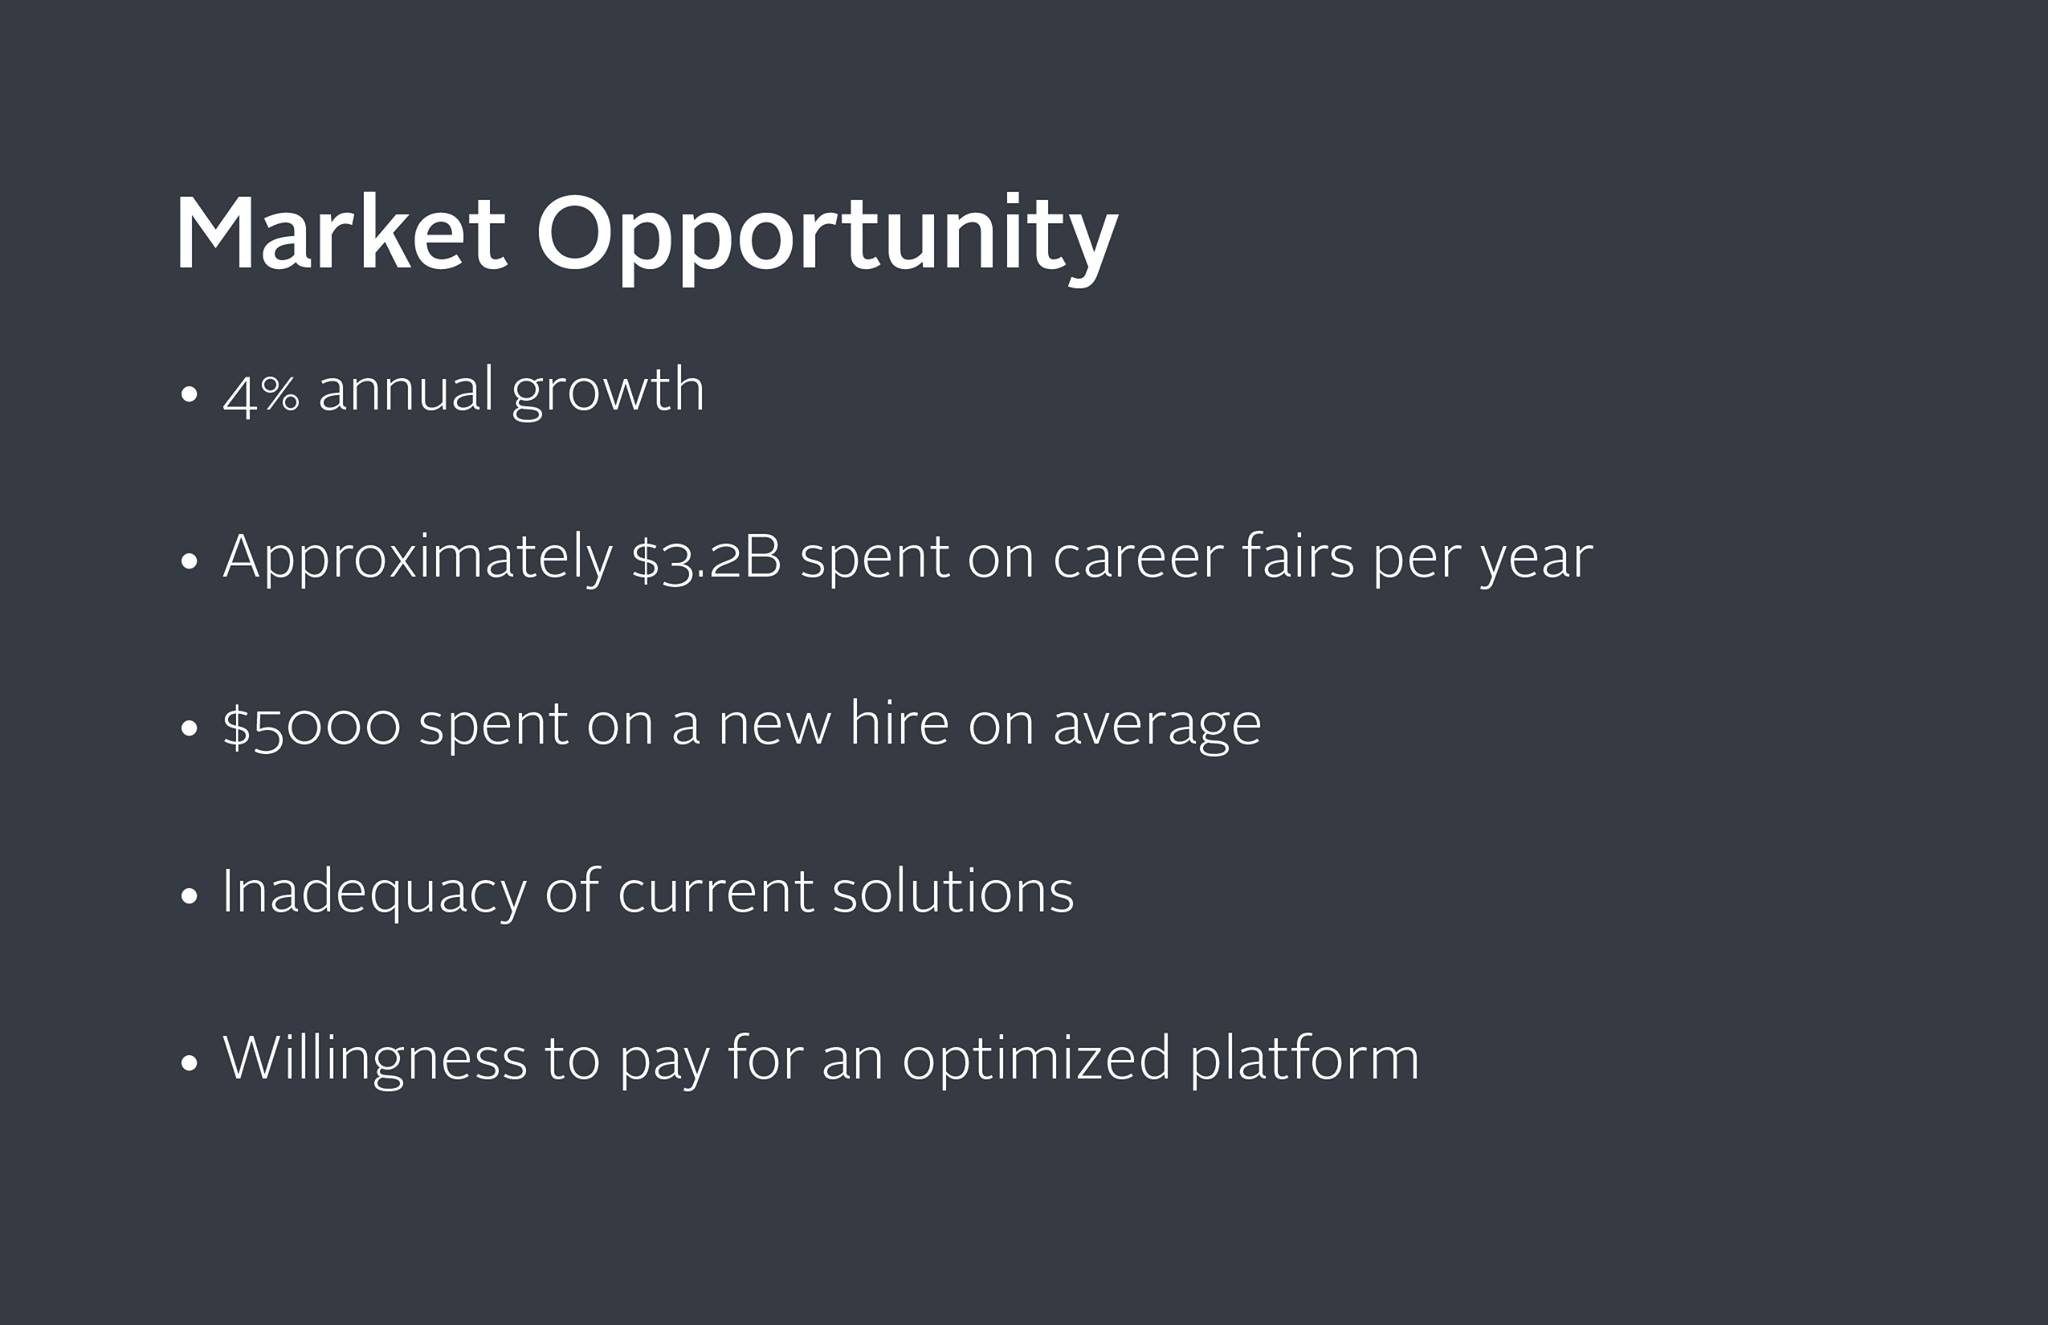 Market Opportunity
• 4% annual growth
• Approximately $3.2B spent on career fairs per year
• $5000 spent on a new hire on average
• Inadequacy of current solutions
• Willingness to pay for an optimized platform